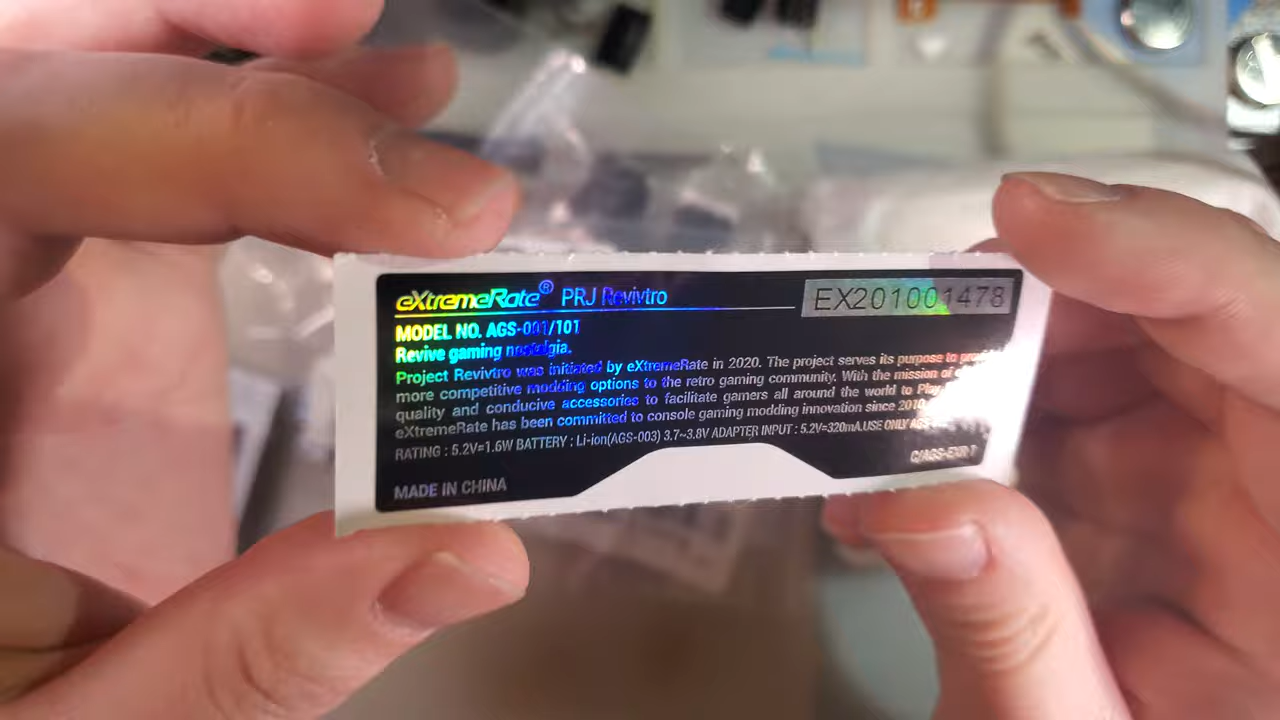 eXtremeRate® PRJ Revivtro
EX201001478
MODEL NO. AGS-001/101
Revive gaming nostalgia.
Project Revivtro was initiated by eXtremeRate in 2020. The project serves its purpose to
more competitive modding options to the retro gaming community. With the mission of
quality and conducive accessories to facilitate gamers all around the world to
eXtremeRate has been committed to console gaming modding innovation since 2010
RATING : 5.2V=1.6W BATTERY : Li-ion(AGS-003) 3.7~3.8V ADAPTER INPUT : 5.2V=320mA.USE ONLY
MADE IN CHINA